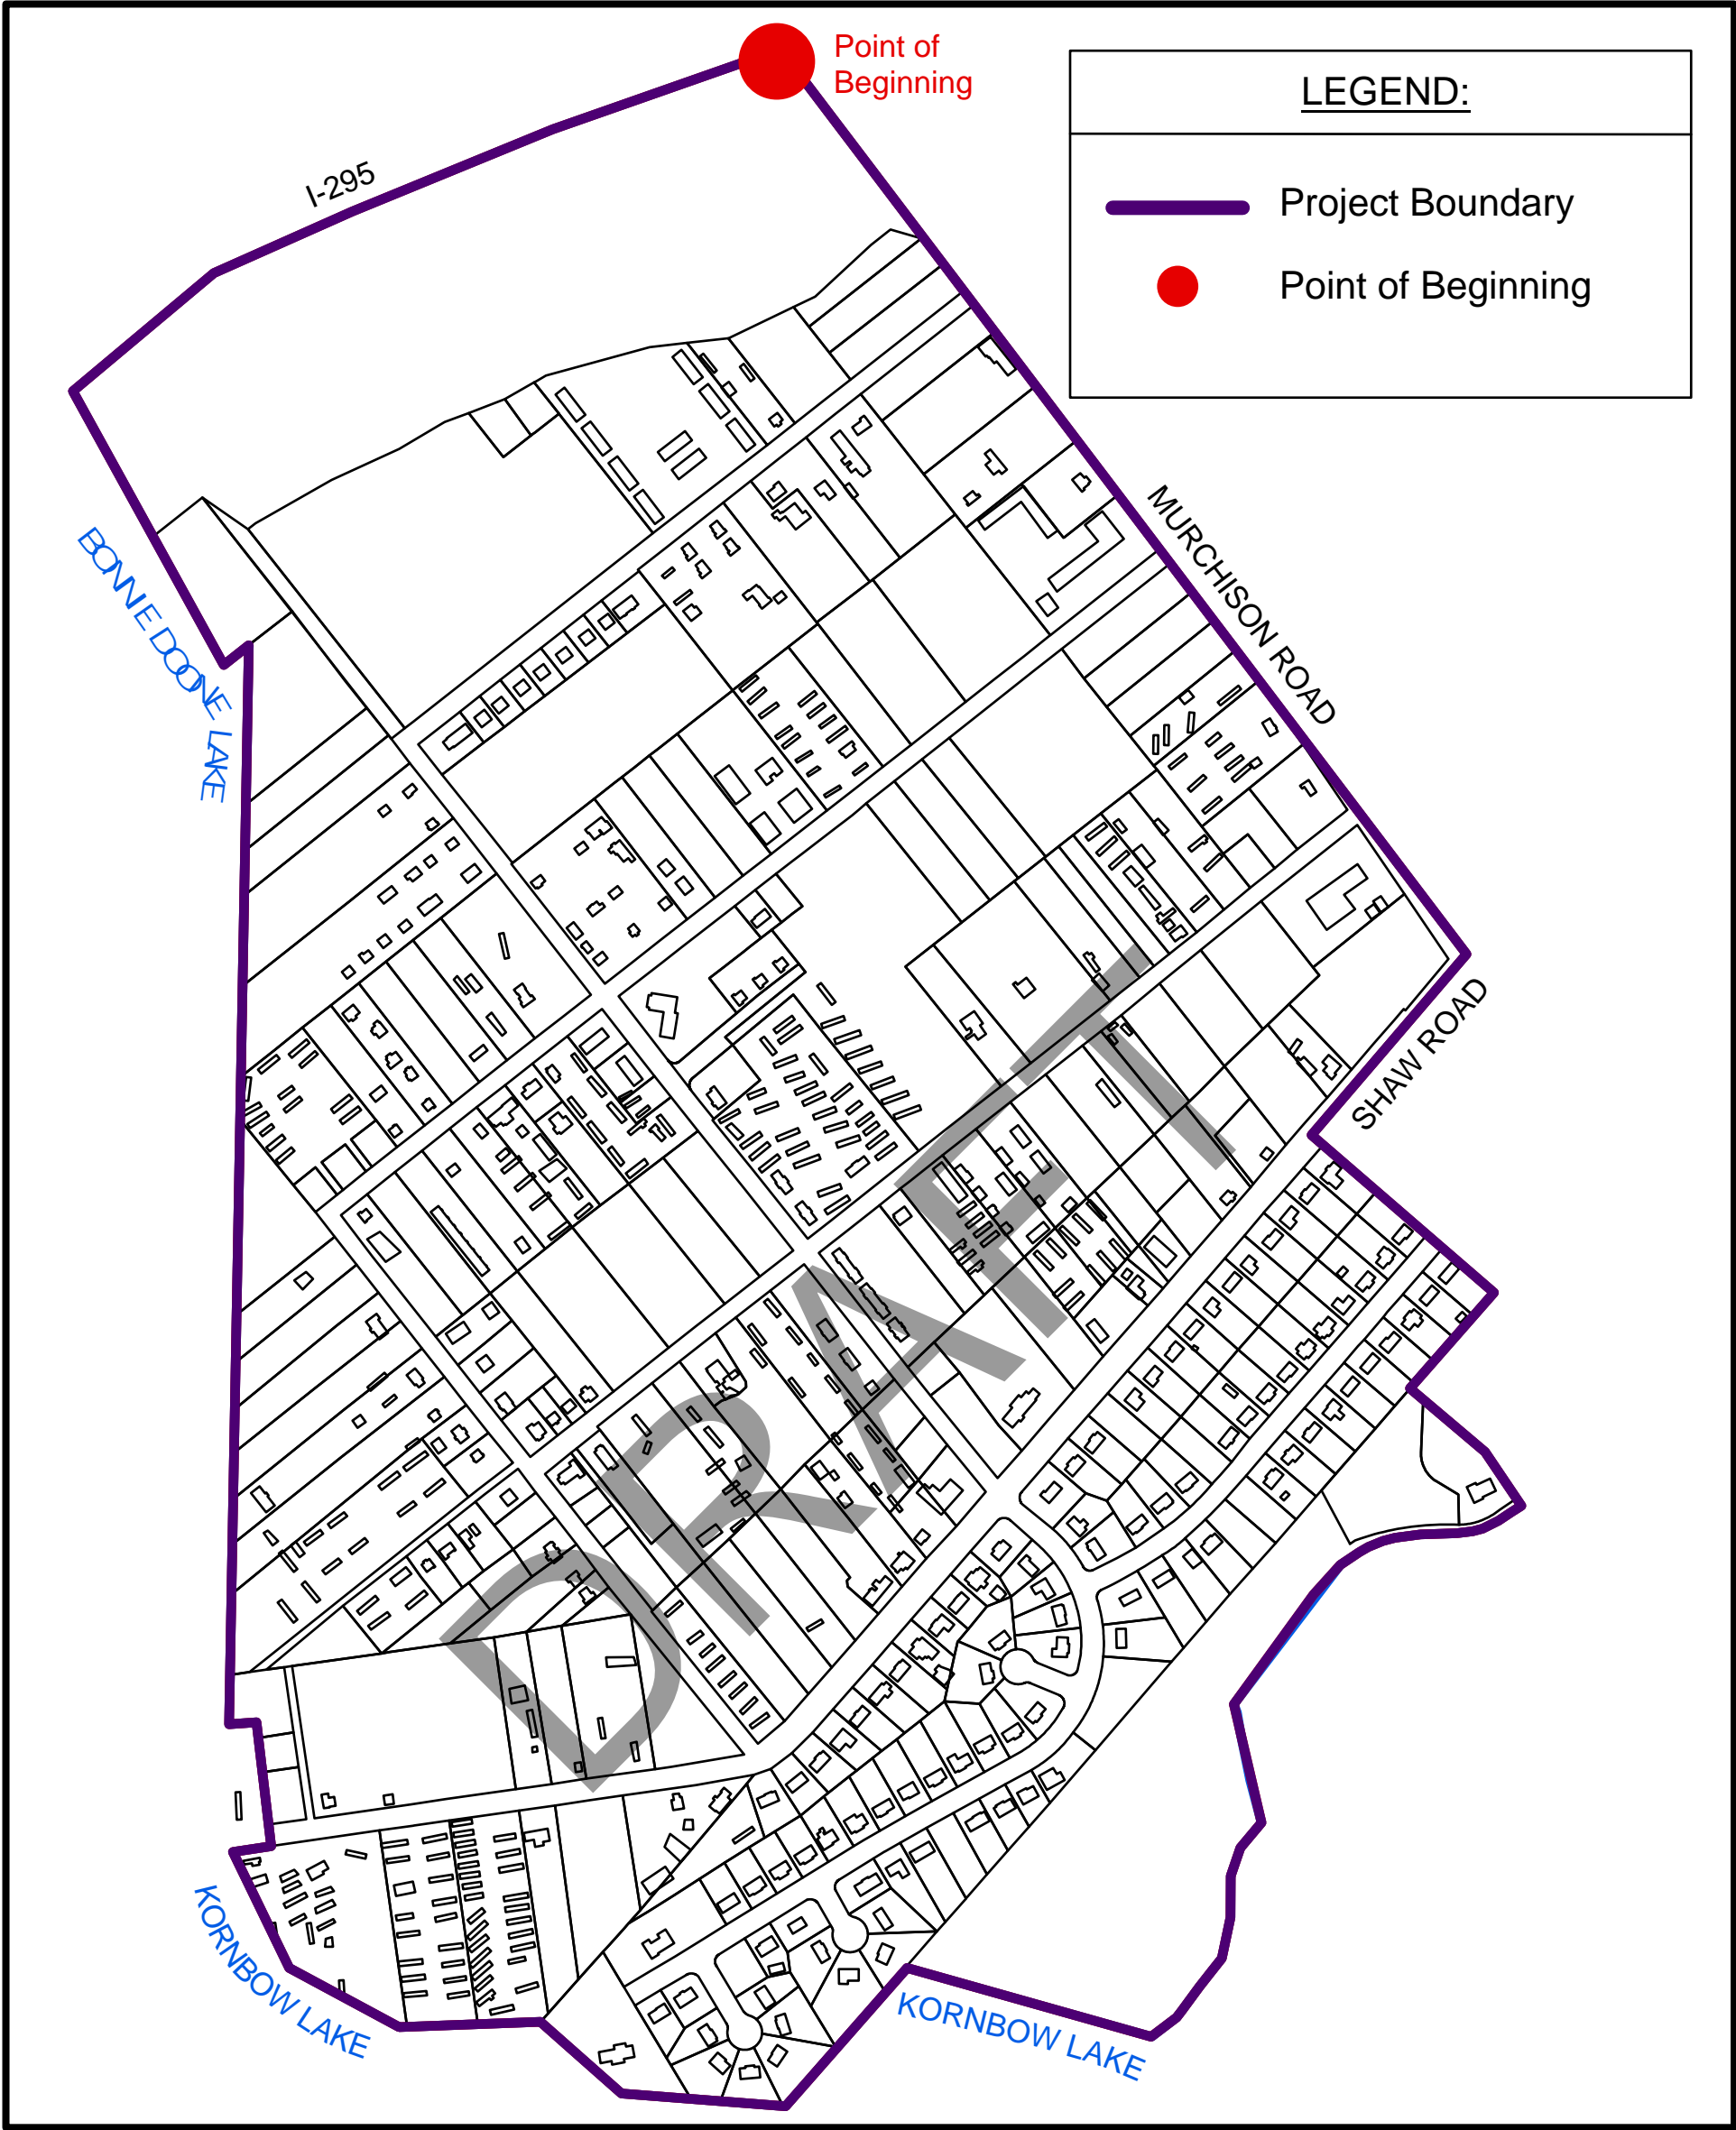 Point of
Beginning
LEGEND:
Project Boundary
Point of Beginning
I-295
MURCHISON ROAD
BONNIE DOONE LAKE
SHAW ROAD
DRAFT
KORNBOW LAKE
KORNBOW LAKE